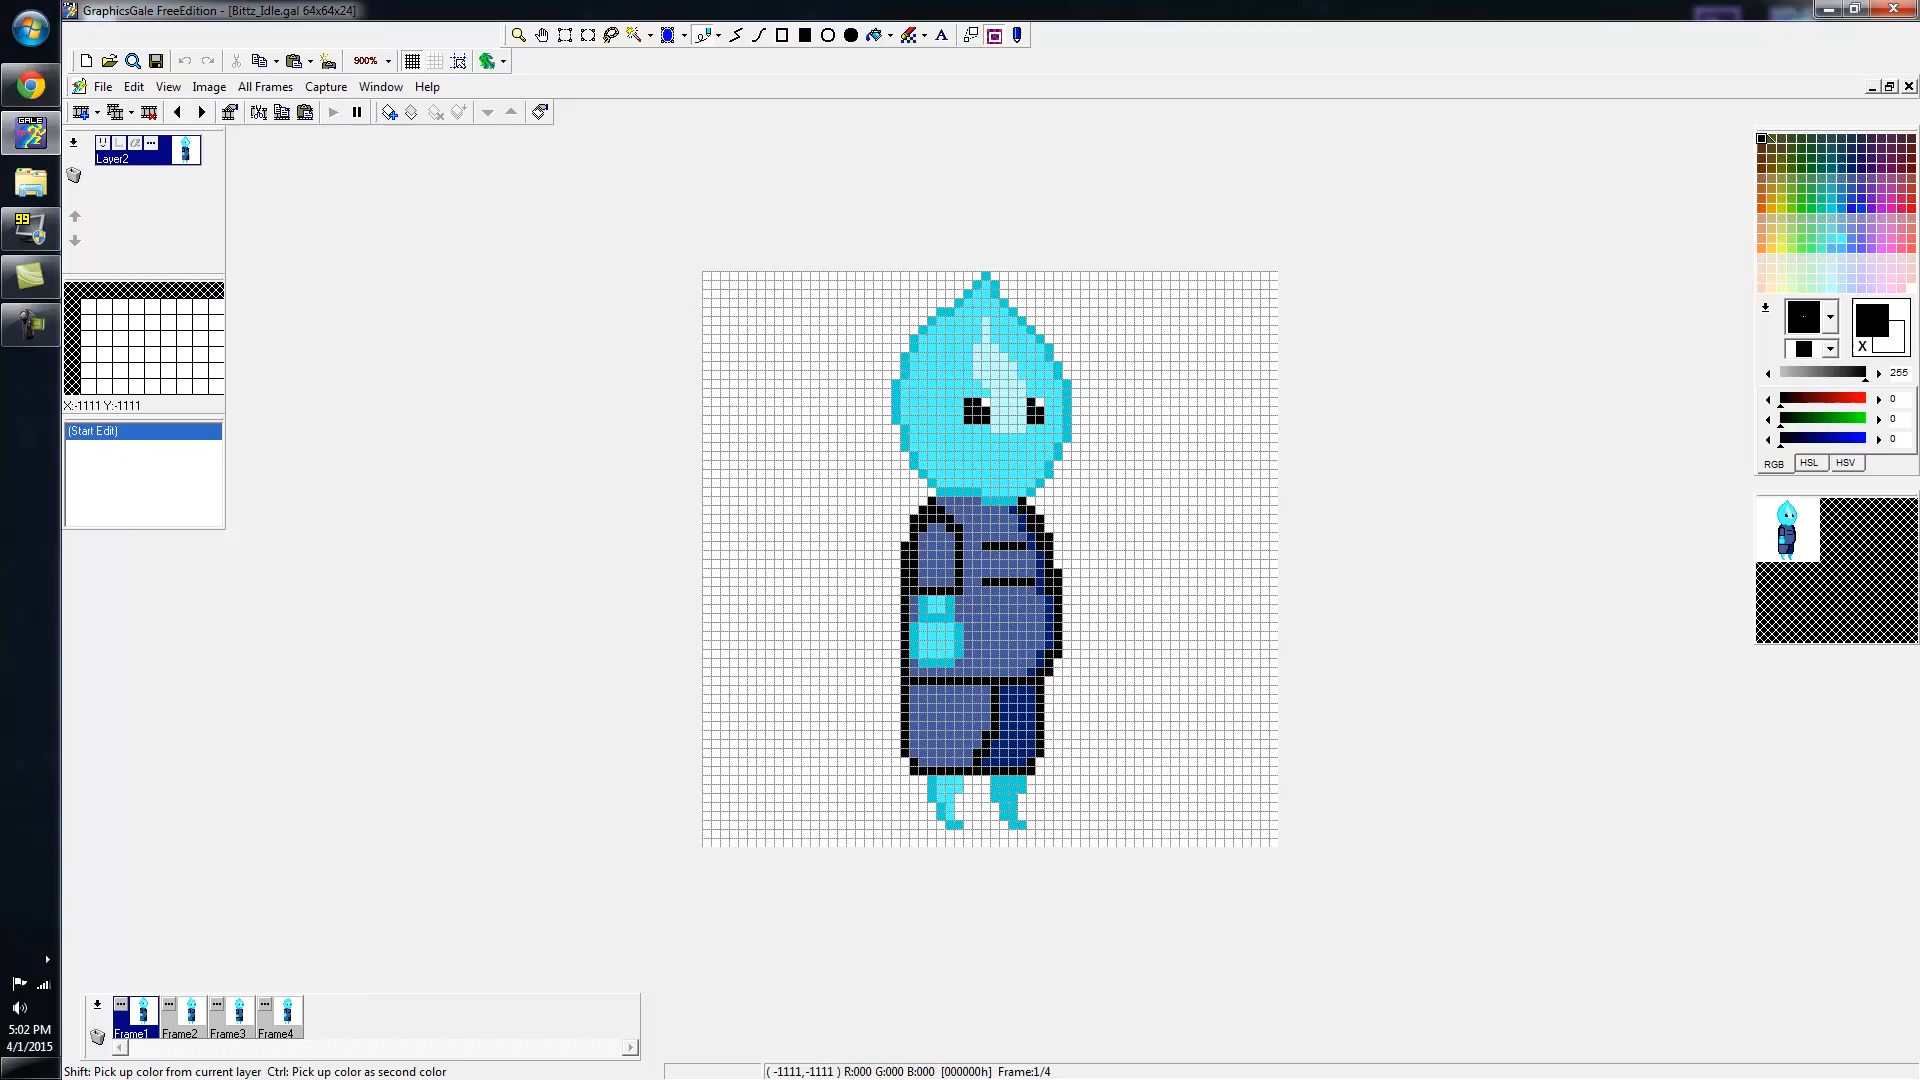 GraphicsGale FreeEdition - [Bittz_Idle.gal 64x64x24]
A
900%
File Edit View Image All Frames Capture Window Help
GALE
Layer2
99
X:-1111 Y:-1111
(Start Edit)
X
255
0
0
0
RGB HSL HSV
5:02 PM
4/1/2015
Frame1 Frame2 Frame3 Frame4
Shift: Pick up color from current layer Ctrl: Pick up color as second color
( -1111,-1111 ) R:000 G:000 B:000 [000000h] Frame:1/4